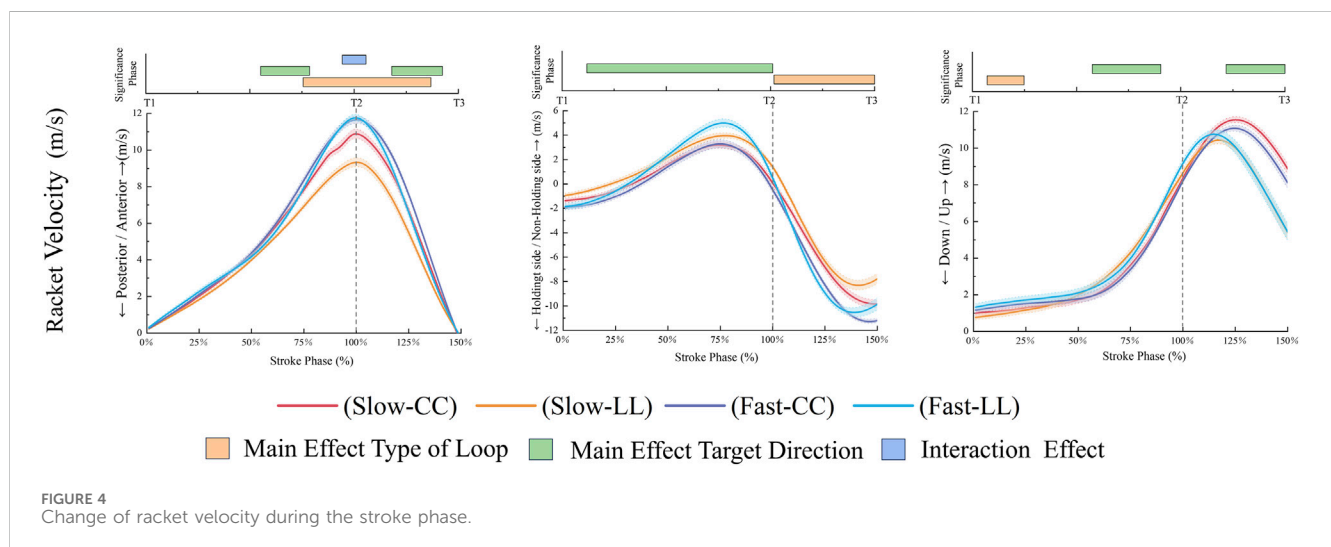 Racket Velocity (m/s)
Significance
Phase
T1
T2
T3
← Posterior / Anterior →(m/s)
12
10
8
6
4
2
0
0%
25%
50%
75%
100%
125%
150%
Stroke Phase (%)
Significance
Phase
T1
T2
T3
← Holdingt side / Non-Holding side → (m/s)
6
4
2
0
-2
-4
-6
-8
-10
-12
0%
25%
50%
75%
100%
125%
150%
Stroke Phase (%)
Significance
Phase
T1
T2
T3
← Down / Up → (m/s)
12
10
8
6
4
2
0
0%
25%
50%
75%
100%
125%
150%
Stroke Phase (%)
(Slow-CC) (Slow-LL) (Fast-CC) (Fast-LL)
Main Effect Type of Loop Main Effect Target Direction Interaction Effect
FIGURE 4
Change of racket velocity during the stroke phase.